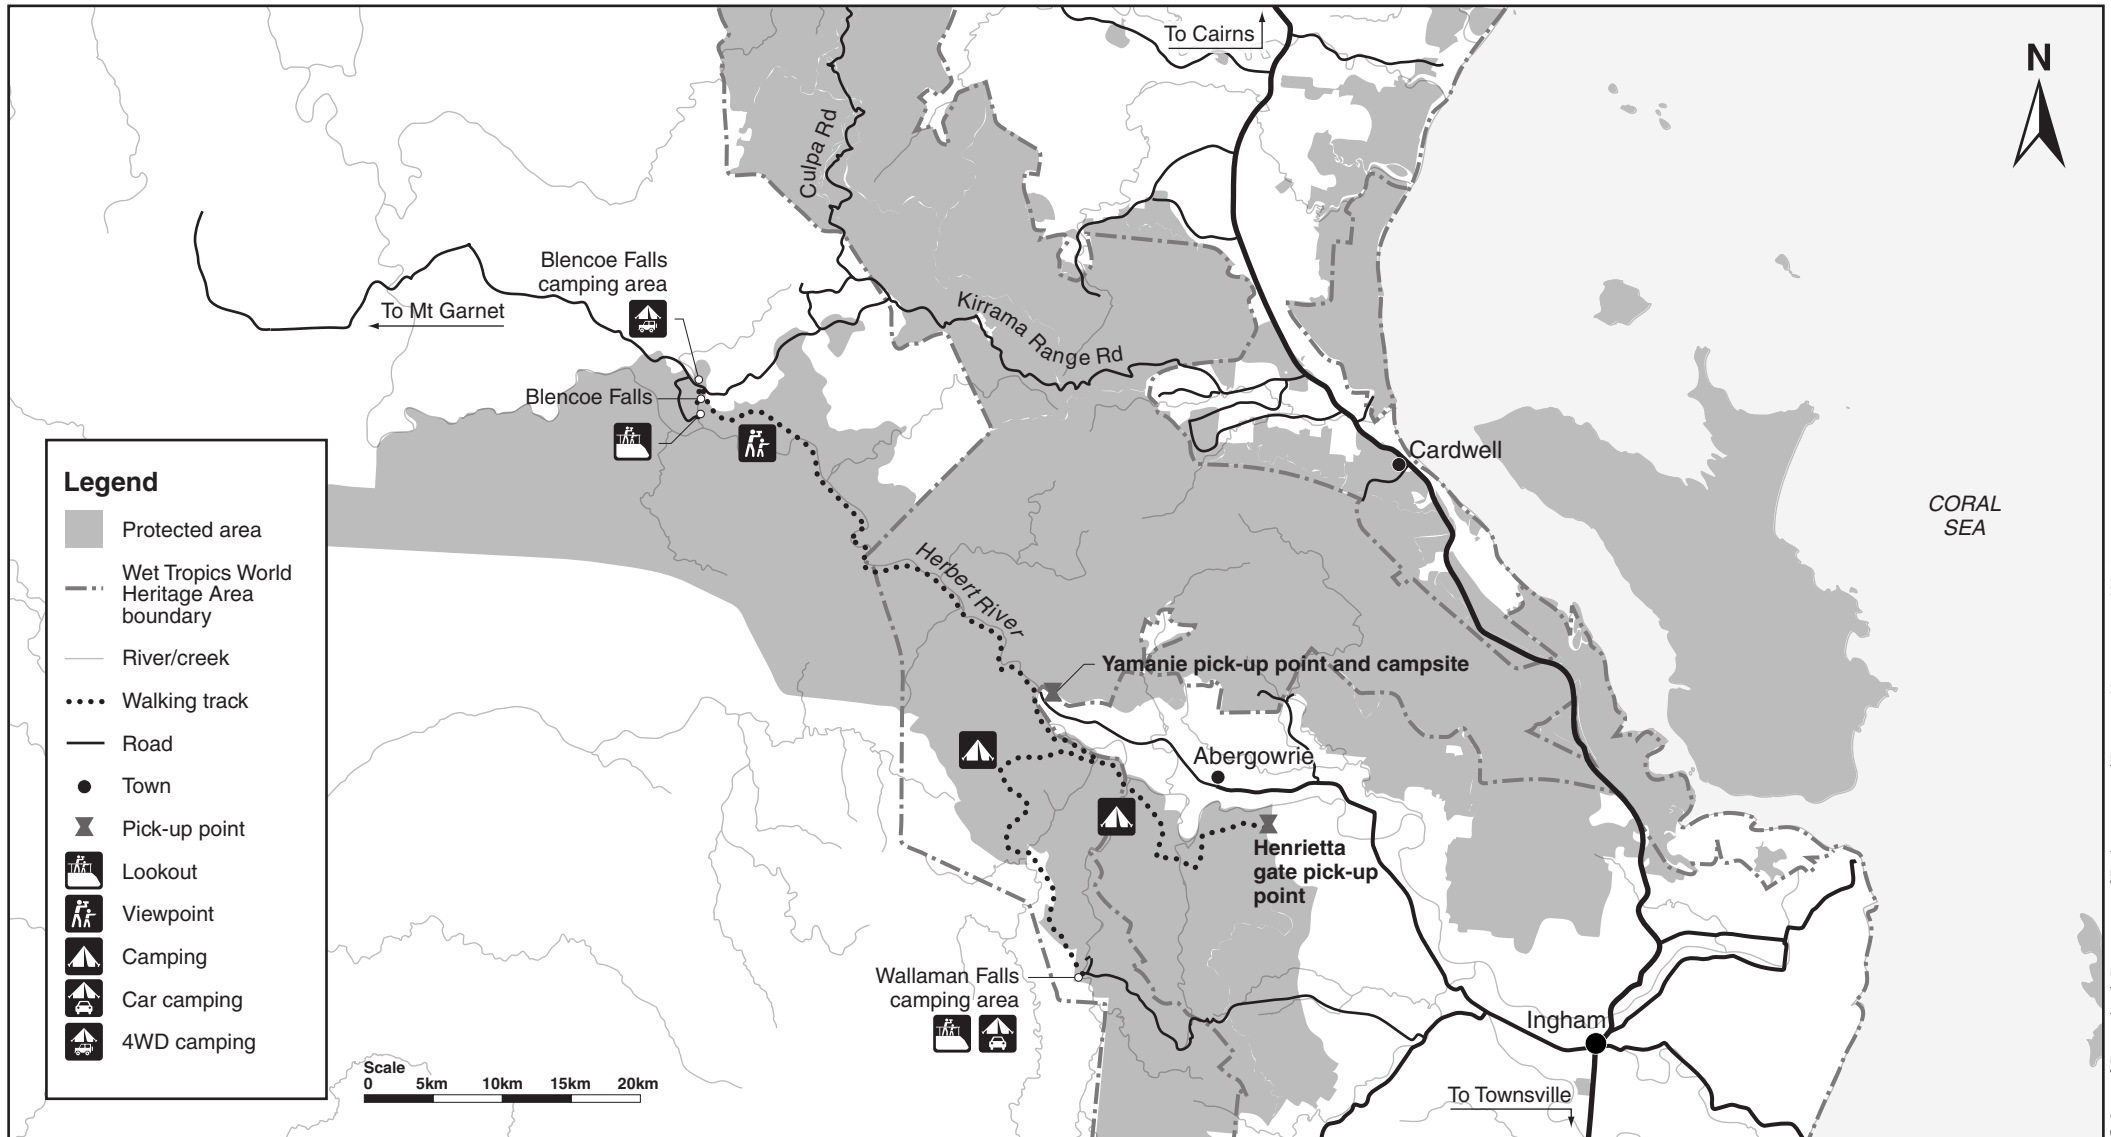 To Cairns
N
Culpa Rd
Blencoe Falls
camping area
To Mt Garnet
Kirrama Range Rd
Blencoe Falls
Cardwell
CORAL
SEA
Herbert River
Yamanie pick-up point and campsite
Abergowrie
Henrietta
gate pick-up
point
Wallaman Falls
camping area
Ingham
To Townsville
Legend
Protected area
Wet Tropics World
Heritage Area
boundary
River/creek
Walking track
Road
Town
Pick-up point
Lookout
Viewpoint
Camping
Car camping
4WD camping
Scale
0 5km 10km 15km 20km